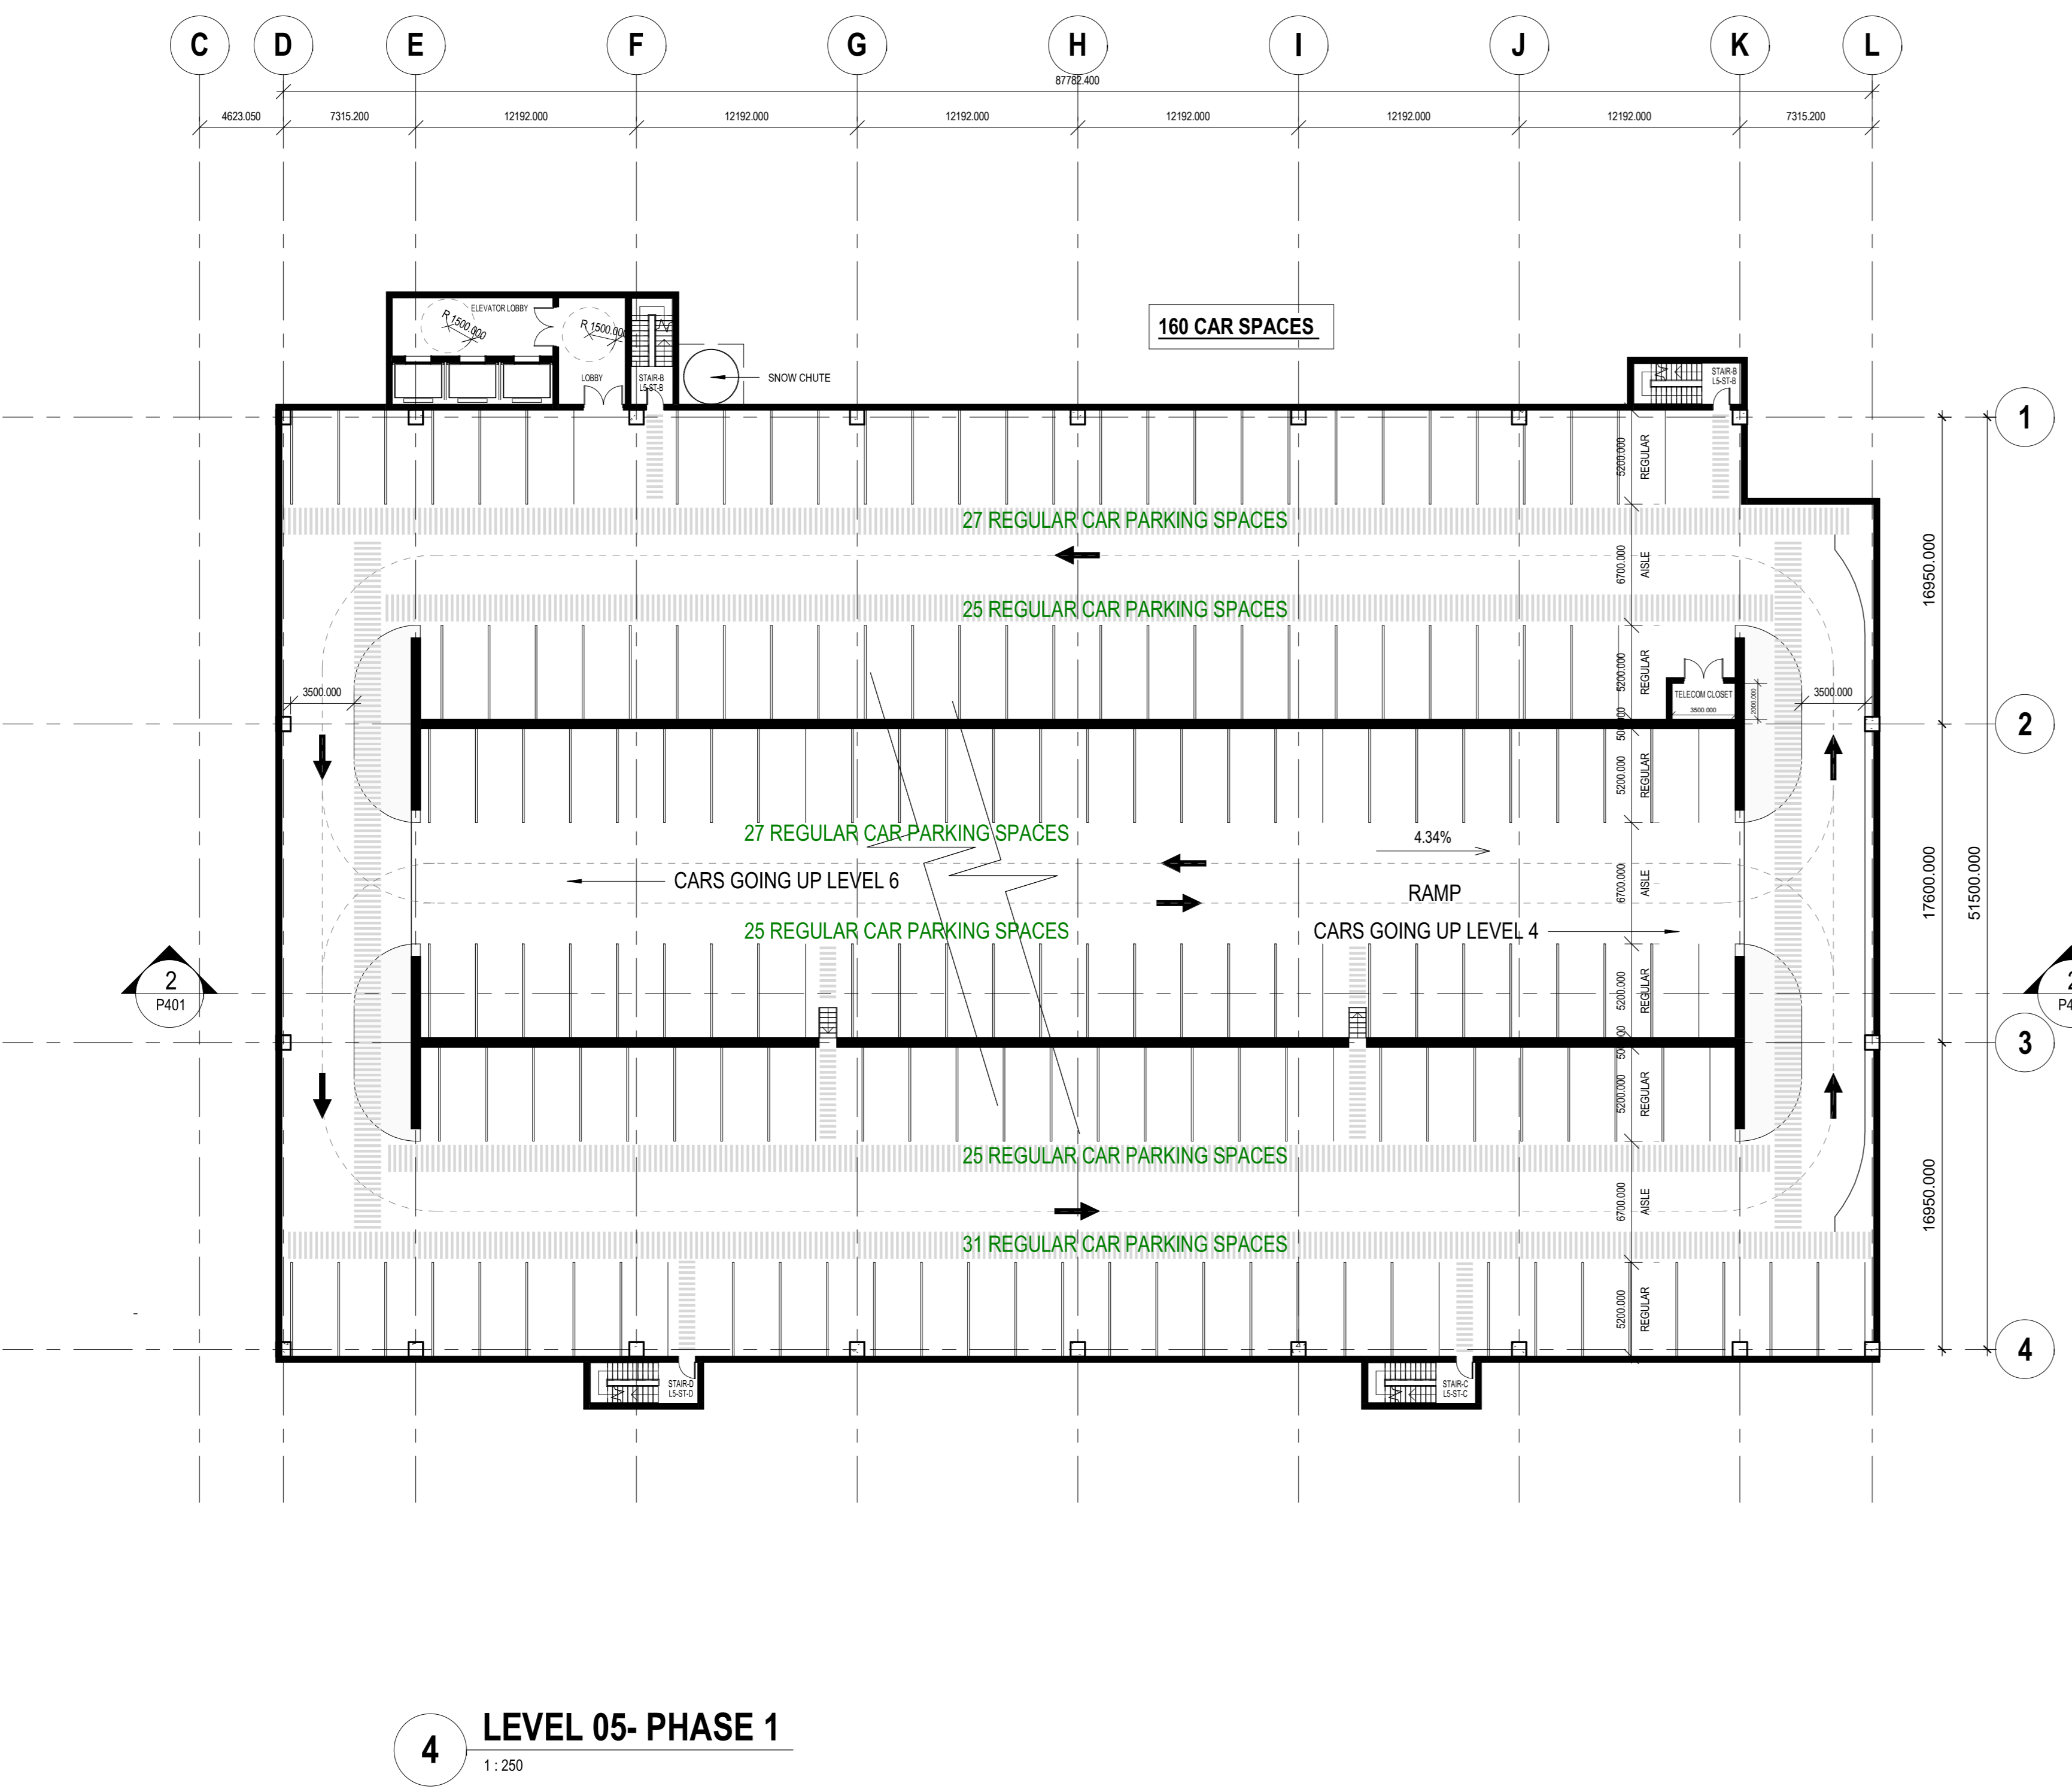 C D E F G H I J K L
87782.400
4623.050 7315.200 12192.000 12192.000 12192.000 12192.000 12192.000 12192.000 7315.200
ELEVATOR LOBBY
R 1500.000
R 1500.000
160 CAR SPACES
LOBBY
STAIR-B
L5-ST-B
SNOW CHUTE
STAIR-B
L5-ST-B
1
5200.000
REGULAR
27 REGULAR CAR PARKING SPACES
6700.000
AISLE
16950.000
25 REGULAR CAR PARKING SPACES
5200.000
REGULAR
3500.000
TELECOM CLOSET
3500.000
2000.000
3500.000
2
5200.000
REGULAR
27 REGULAR CAR PARKING SPACES
4.34%
CARS GOING UP LEVEL 6
RAMP
6700.000
AISLE
17600.000
51500.000
25 REGULAR CAR PARKING SPACES
CARS GOING UP LEVEL 4
2
P401
2
5200.000
REGULAR
3
5200.000
REGULAR
25 REGULAR CAR PARKING SPACES
6700.000
AISLE
16950.000
31 REGULAR CAR PARKING SPACES
5200.000
REGULAR
4
STAIR-D
L5-ST-D
STAIR-C
L5-ST-C
4
LEVEL 05- PHASE 1
1 : 250